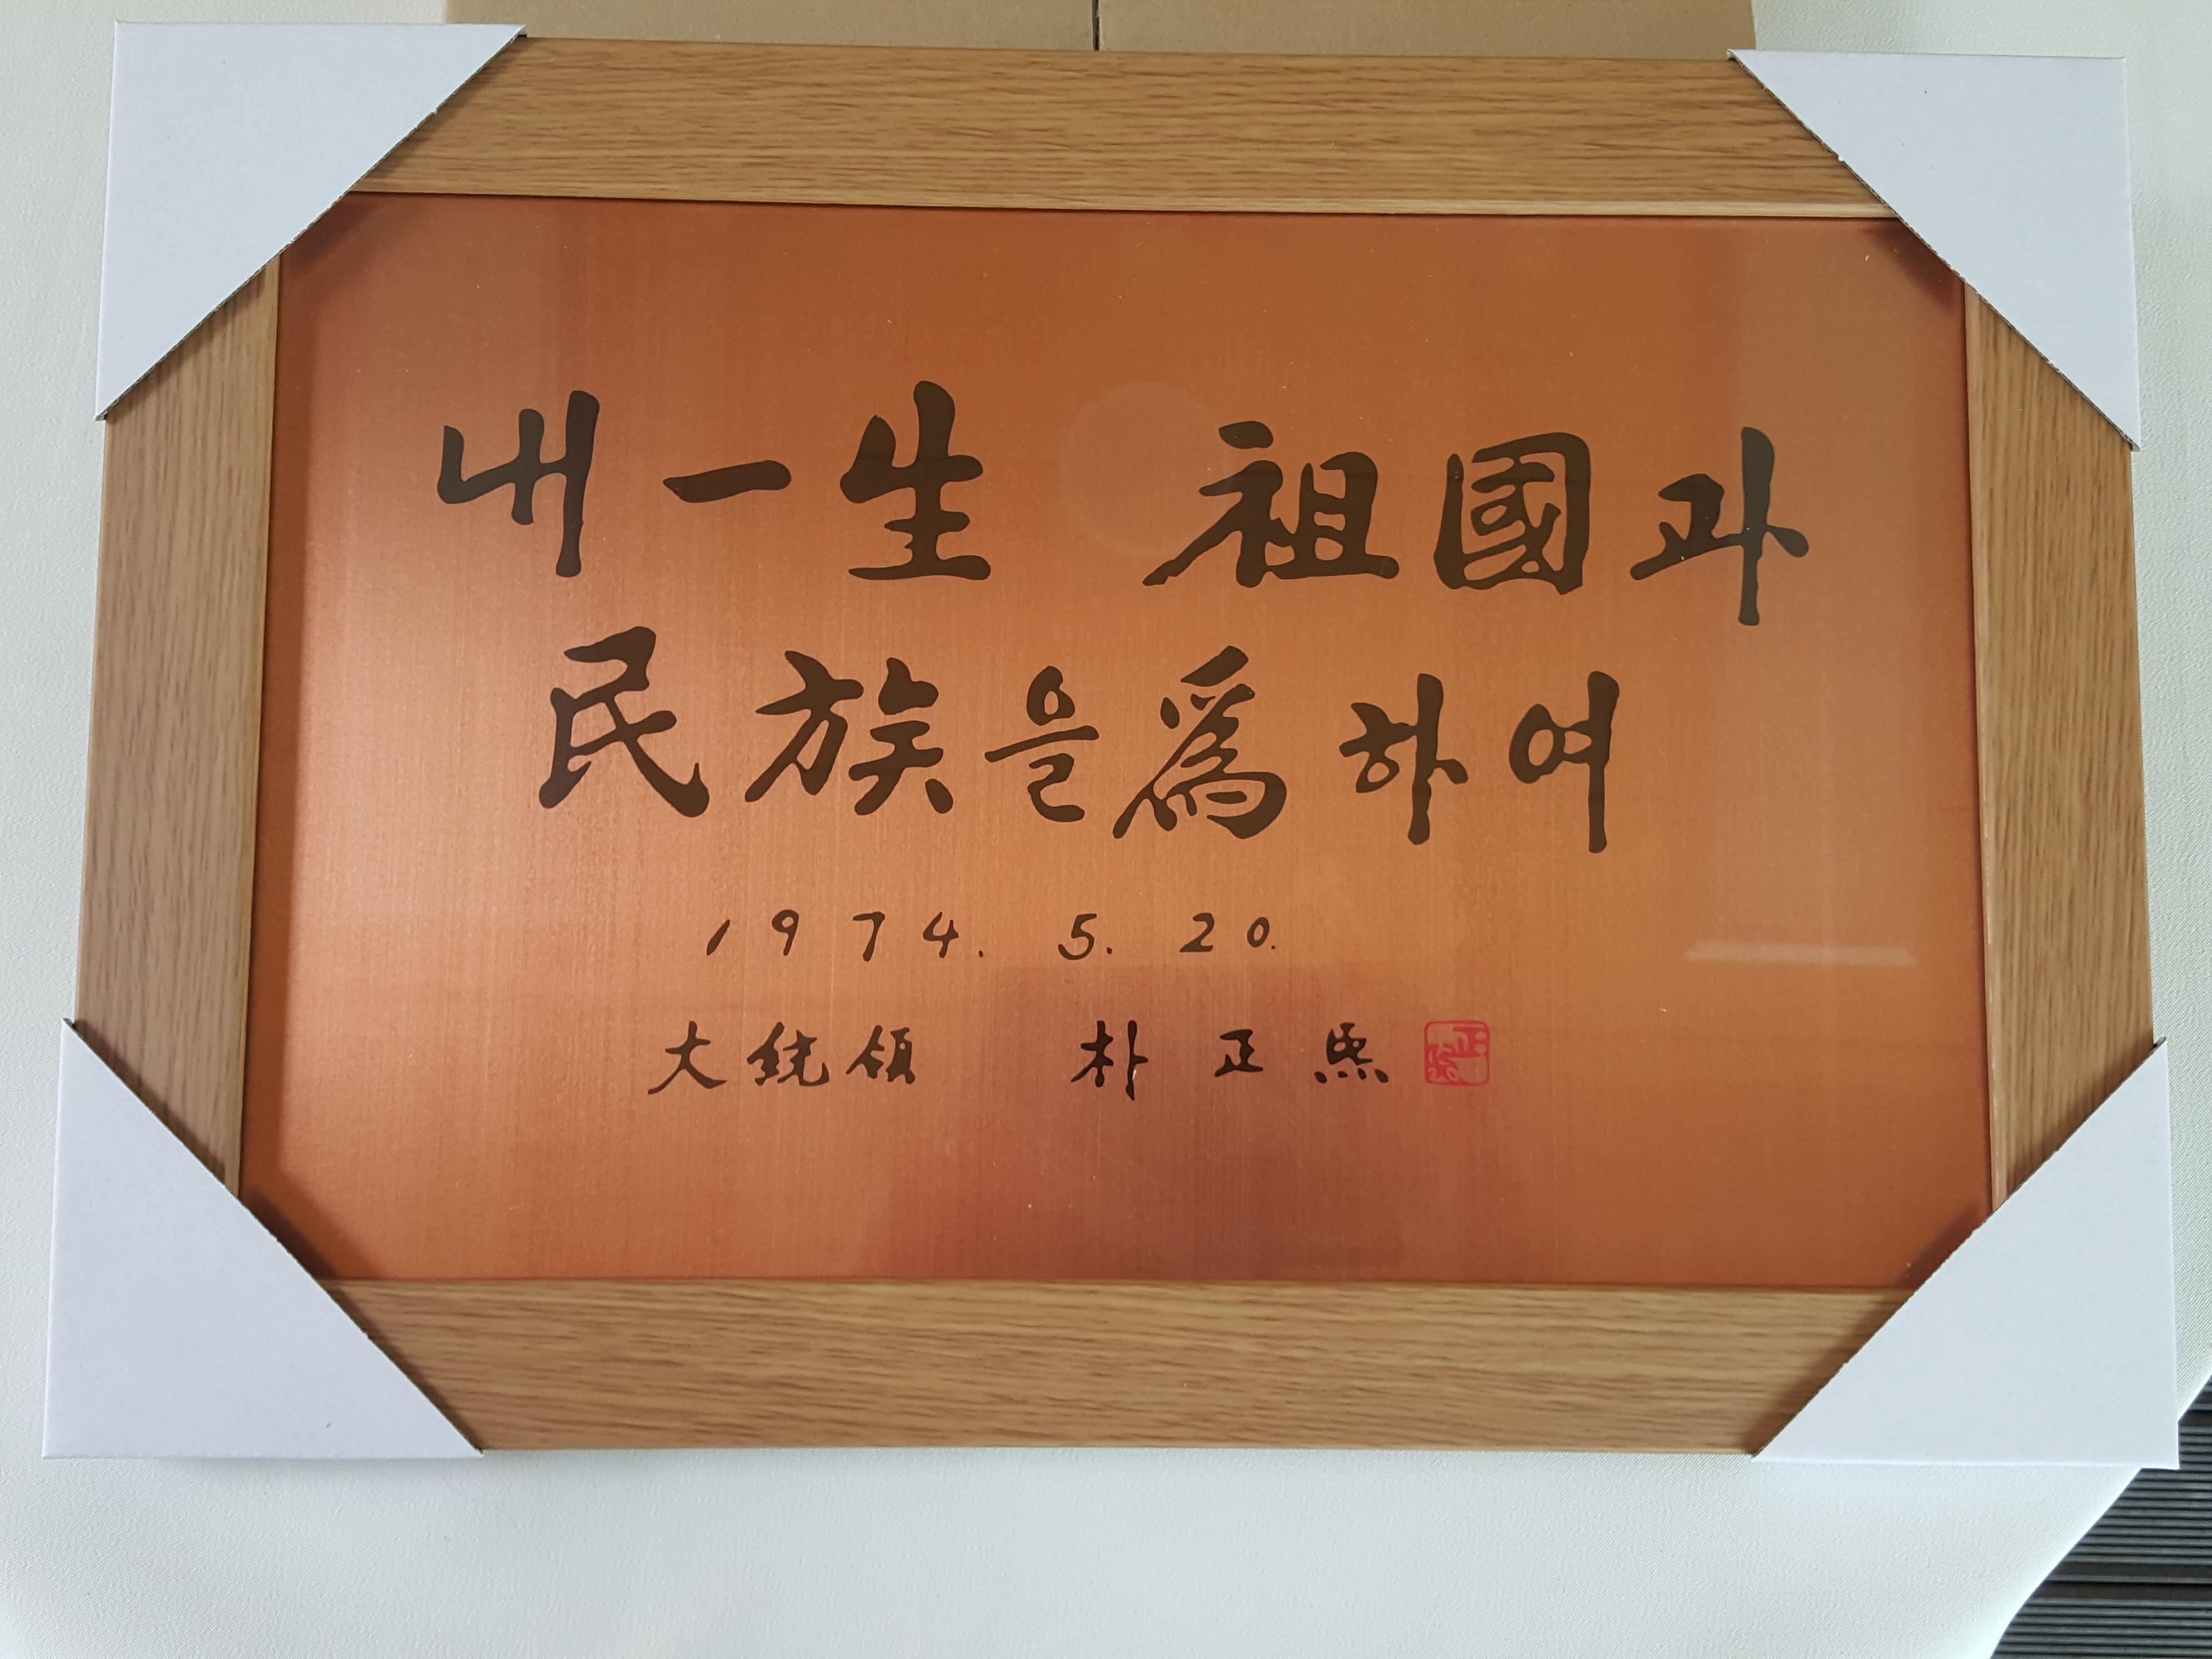 내 一生 祖國과
民族을 爲하여
1974. 5. 20.
大統領 朴正熙